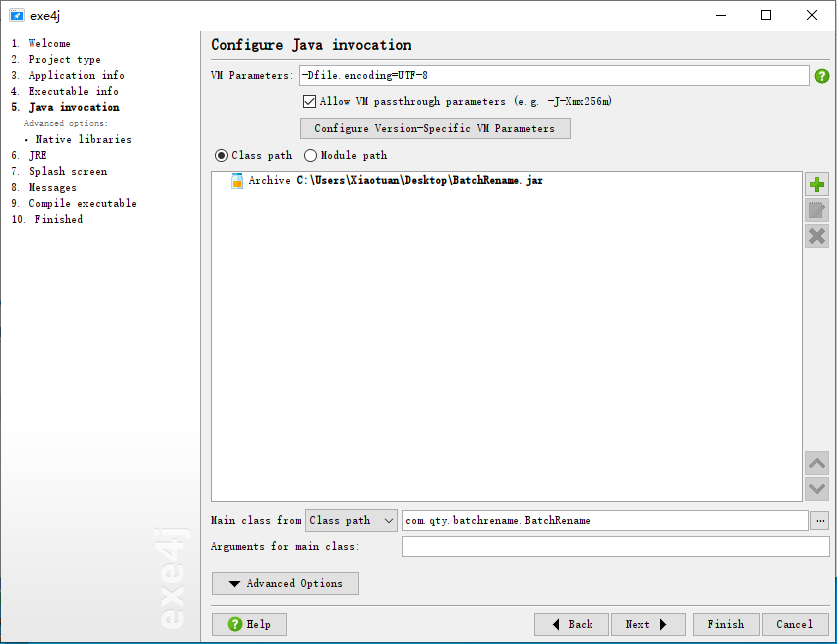 exe4j
1. Welcome
2. Project type
3. Application info
4. Executable info
5. Java invocation
Advanced options:
· Native libraries
6. JRE
7. Splash screen
8. Messages
9. Compile executable
10. Finished
exe4j
Configure Java invocation
VM Parameters: -Dfile.encoding=UTF-8
Allow VM passthrough parameters (e.g. -J-Xmx256m)
Configure Version-Specific VM Parameters
Class path Module path
Archive C:\Users\Xiaotuan\Desktop\BatchRename.jar
Main class from Class path com.qty.batchrename.BatchRename ...
Arguments for main class:
Advanced Options
? Help Back Next Finish Cancel